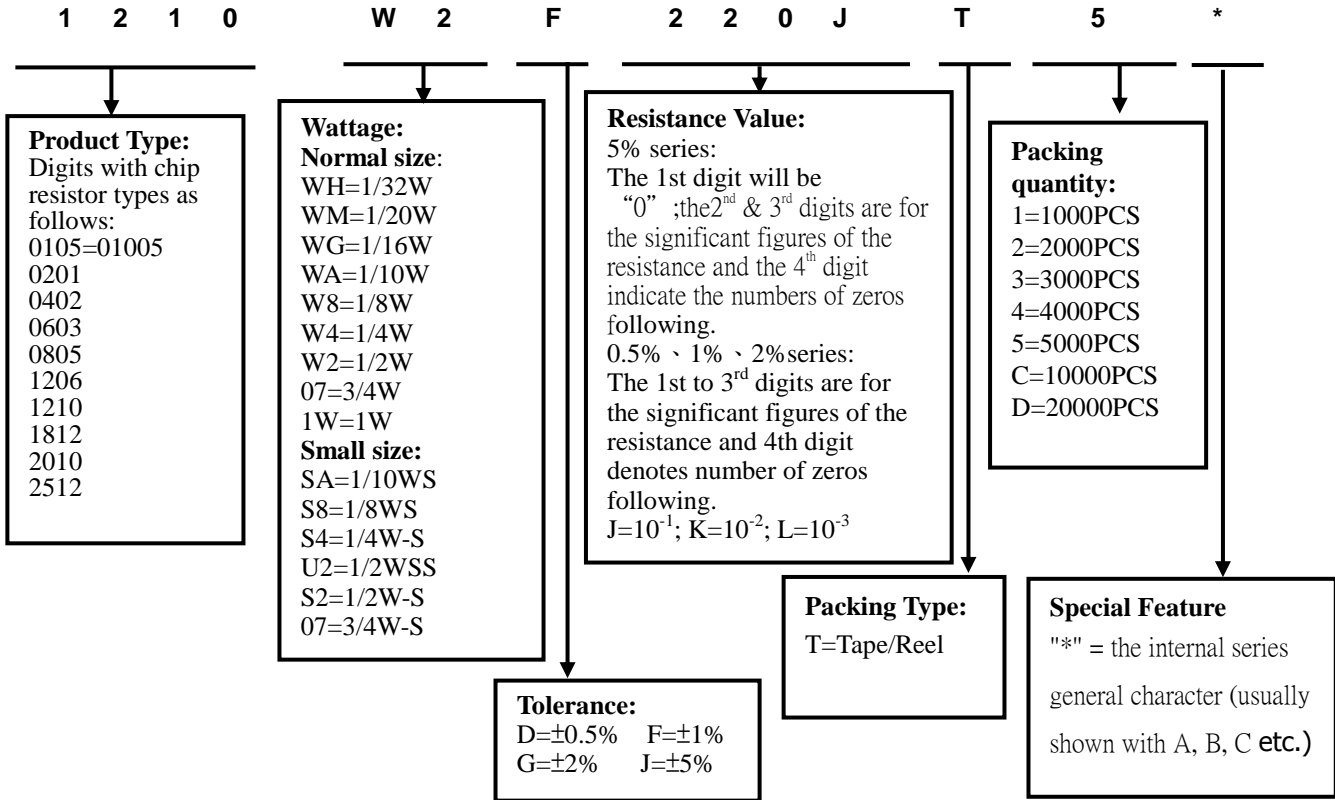 1 2 1 0 W 2 F 2 2 0 J T 5 *
Product Type:
Digits with chip
resistor types as
follows:
0105=01005
0201
0402
0603
0805
1206
1210
1812
2010
2512
Wattage:
Normal size:
WH=1/32W
WM=1/20W
WG=1/16W
WA=1/10W
W8=1/8W
W4=1/4W
W2=1/2W
07=3/4W
1W=1W
Small size:
SA=1/10WS
S8=1/8WS
S4=1/4W-S
U2=1/2WSS
S2=1/2W-S
07=3/4W-S
Tolerance:
D=±0.5% F=±1%
G=±2% J=±5%
Resistance Value:
5% series:
The 1st digit will be
“0” ;the2nd & 3rd digits are for
the significant figures of the
resistance and the 4th digit
indicate the numbers of zeros
following.
0.5%、1%、2%series:
The 1st to 3rd digits are for
the significant figures of the
resistance and 4th digit
denotes number of zeros
following.
J=10-1; K=10-2; L=10-3
Packing Type:
T=Tape/Reel
Packing
quantity:
1=1000PCS
2=2000PCS
3=3000PCS
4=4000PCS
5=5000PCS
C=10000PCS
D=20000PCS
Special Feature
"*" = the internal series
general character (usually
shown with A, B, C etc.)